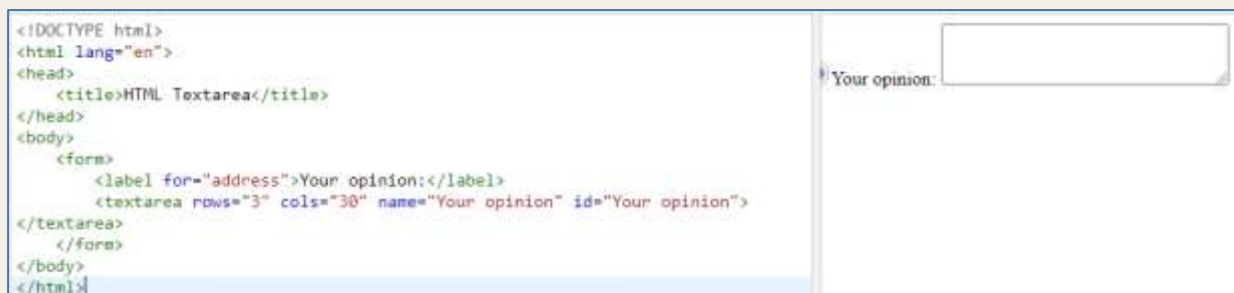 <!DOCTYPE html>
<html lang="en">
<head>
    <title>HTML Textarea</title>
</head>
<body>
    <form>
        <label for="address">Your opinion:</label>
        <textarea rows="3" cols="30" name="Your opinion" id="Your opinion">
</textarea>
    </form>
</body>
</html>
Your opinion: